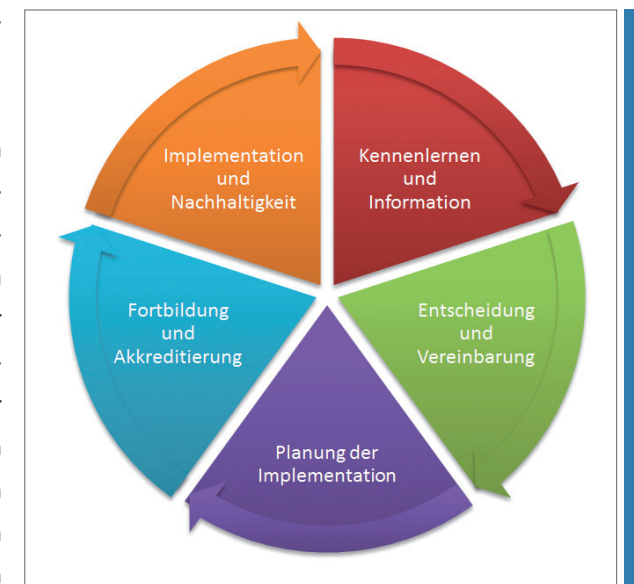 Kennenlernen
und
Information
Entscheidung
und
Vereinbarung
Planung der
Implementation
Fortbildung
und
Akkreditierung
Implementation
und
Nachhaltigkeit